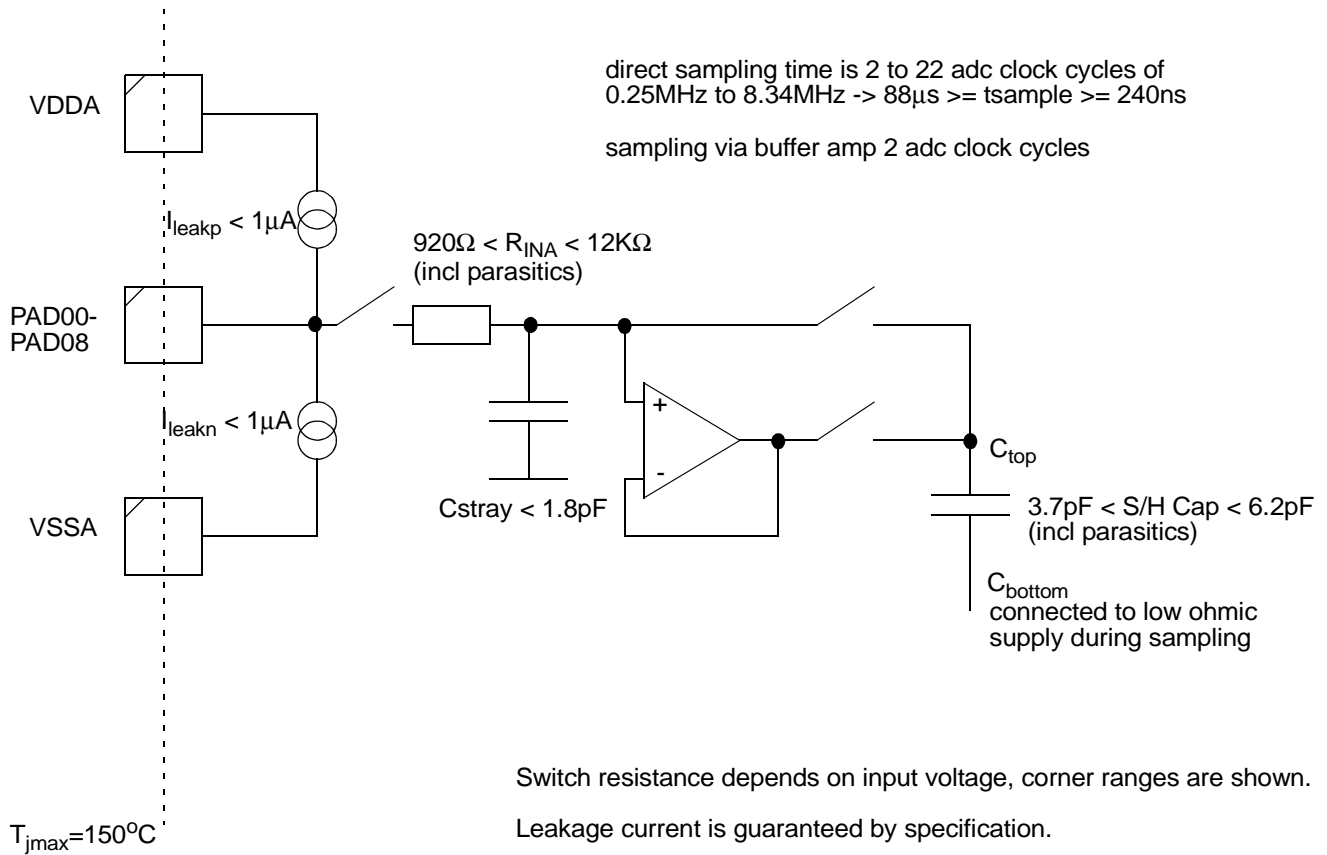 direct sampling time is 2 to 22 adc clock cycles of
0.25MHz to 8.34MHz -> 88μs >= tsample >= 240ns
sampling via buffer amp 2 adc clock cycles
VDDA
Ileakp < 1μA
920Ω < RINA < 12KΩ
(incl parasitics)
PAD00-
PAD08
Ileakn < 1μA
+
-
Ctop
Cstray < 1.8pF
3.7pF < S/H Cap < 6.2pF
(incl parasitics)
VSSA
Cbottom
connected to low ohmic
supply during sampling
Switch resistance depends on input voltage, corner ranges are shown.
Leakage current is guaranteed by specification.
Tjmax=150oC